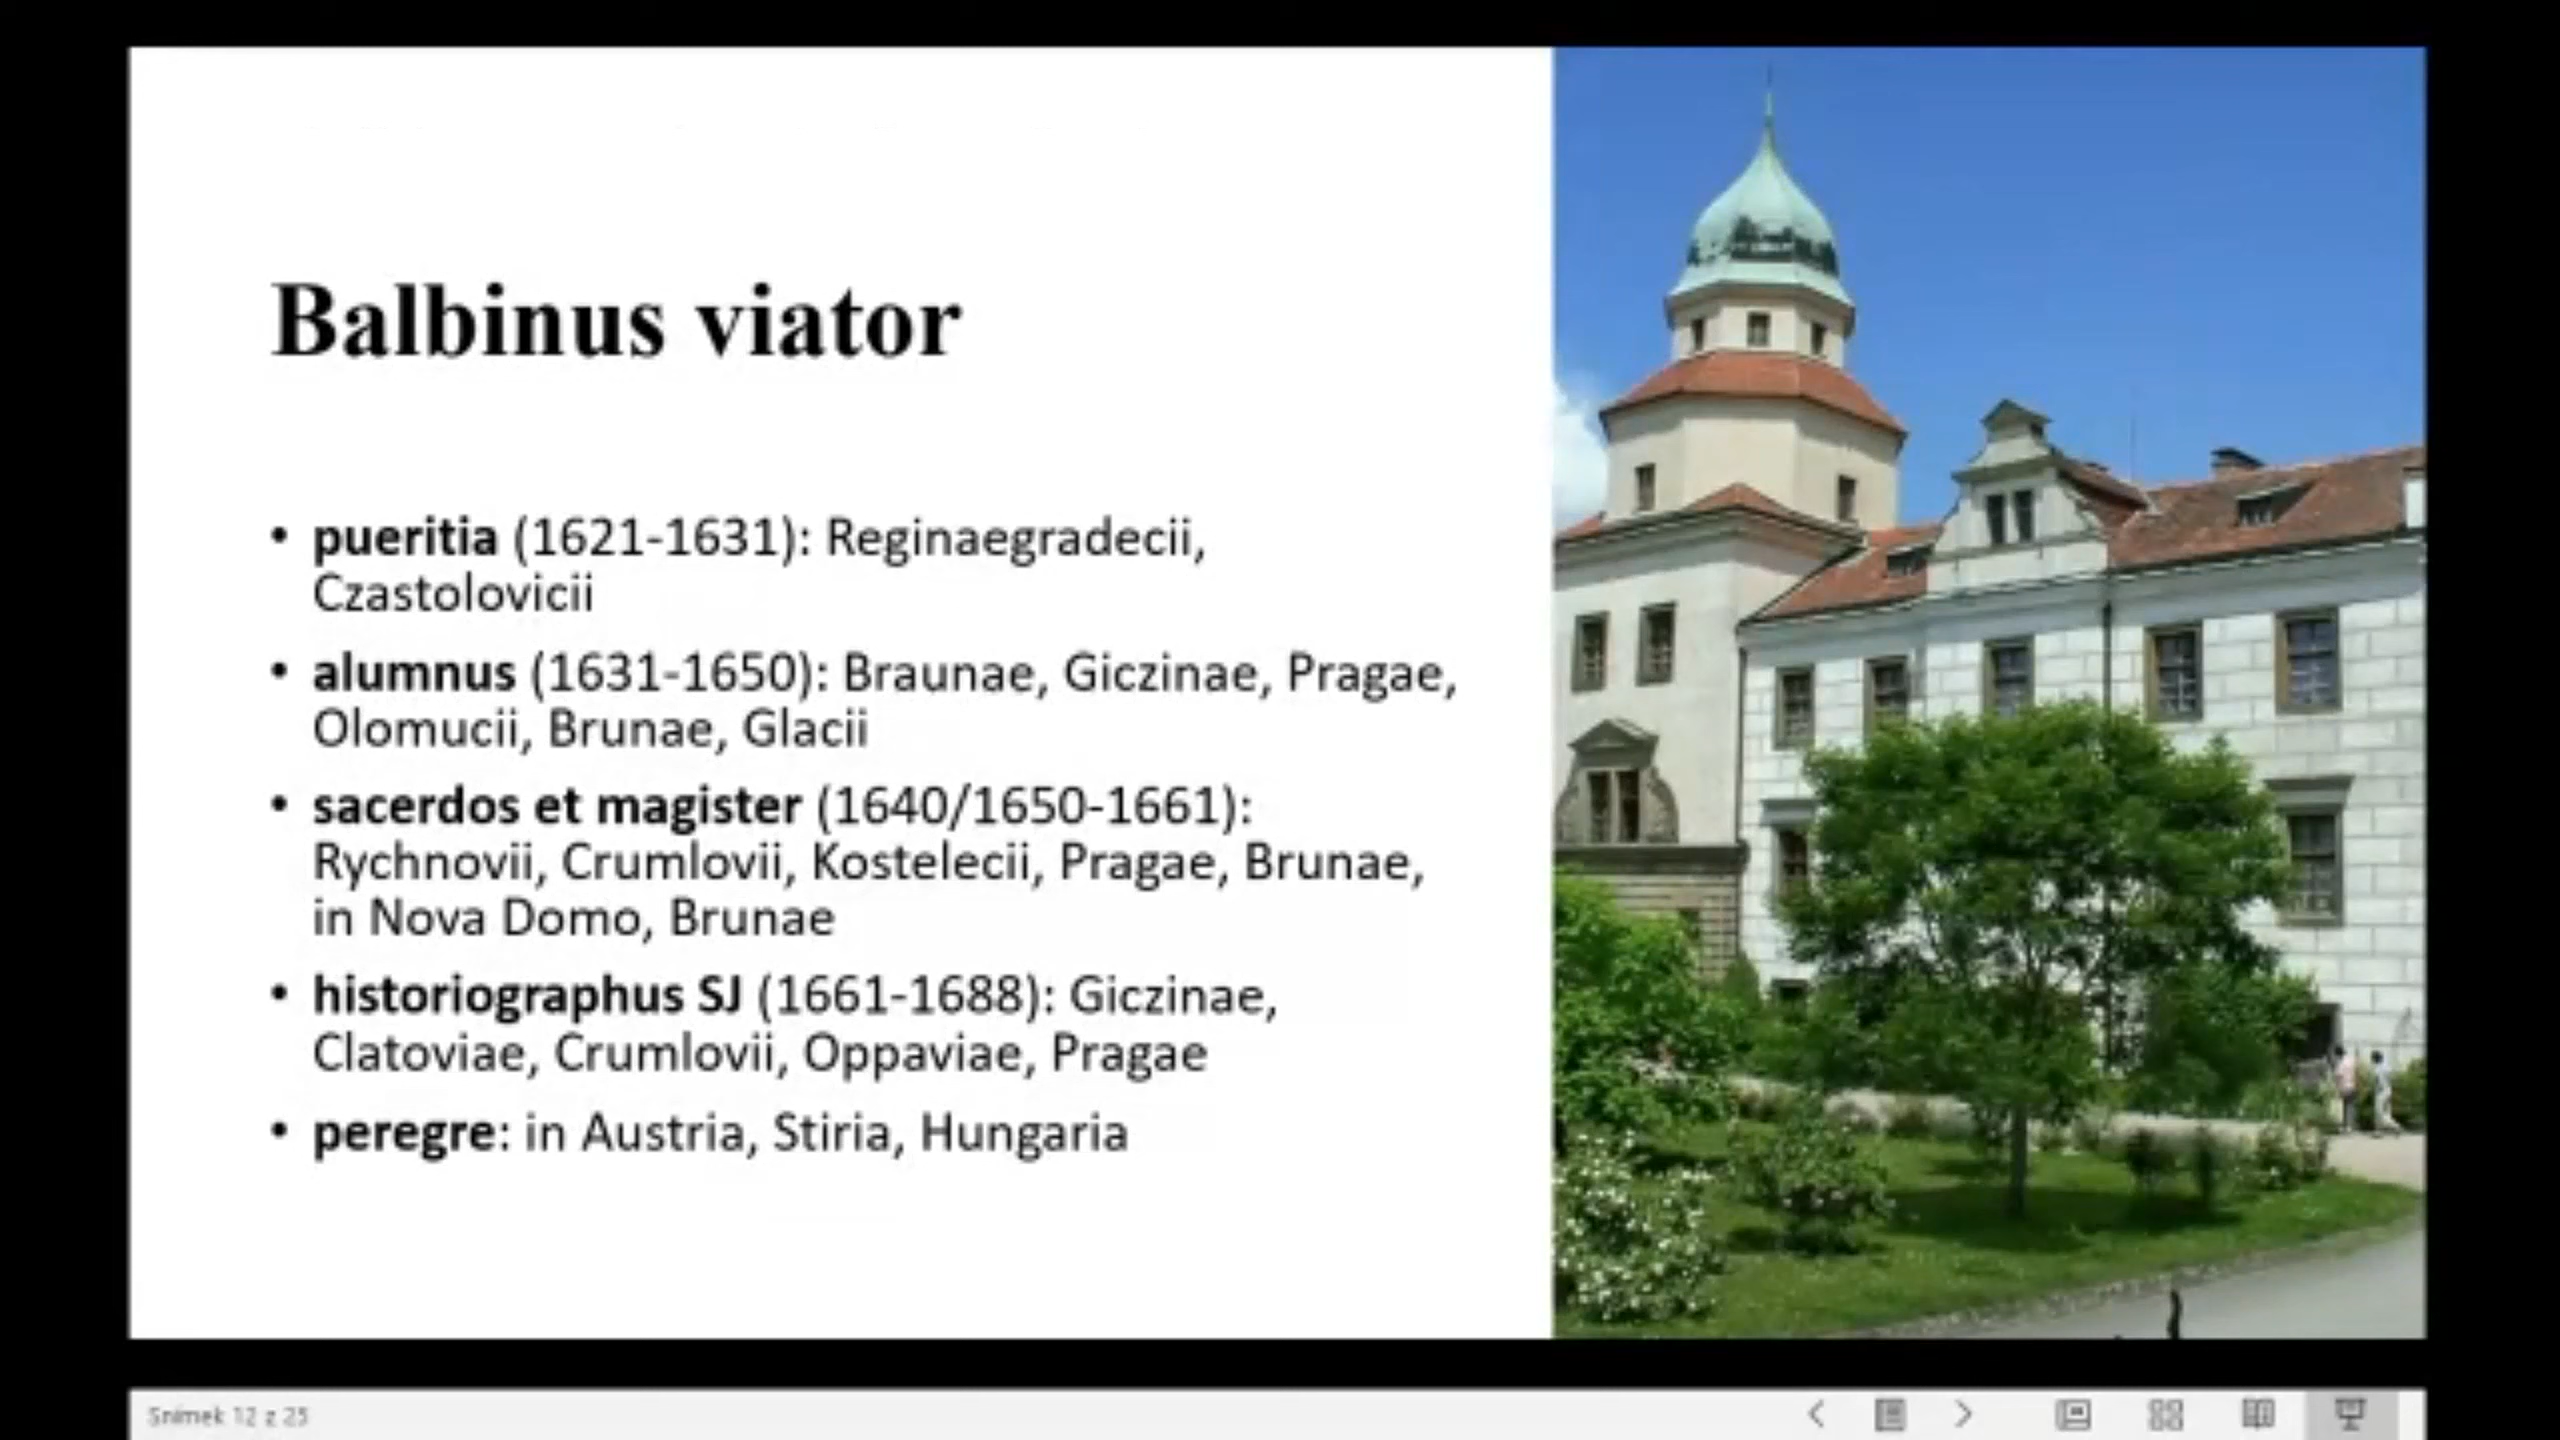 Balbinus viator
• pueritia (1621-1631): Reginaegradecii,
Czastolovicii
• alumnus (1631-1650): Braunae, Giczinae, Pragae,
Olomucii, Brunae, Glacii
• sacerdos et magister (1640/1650-1661):
Rychnovii, Crumlovii, Kostelecii, Pragae, Brunae,
in Nova Domo, Brunae
• historiographus SJ (1661-1688): Giczinae,
Clatoviae, Crumlovii, Oppaviae, Pragae
• peregre: in Austria, Stiria, Hungaria
Snímek 12 z 25